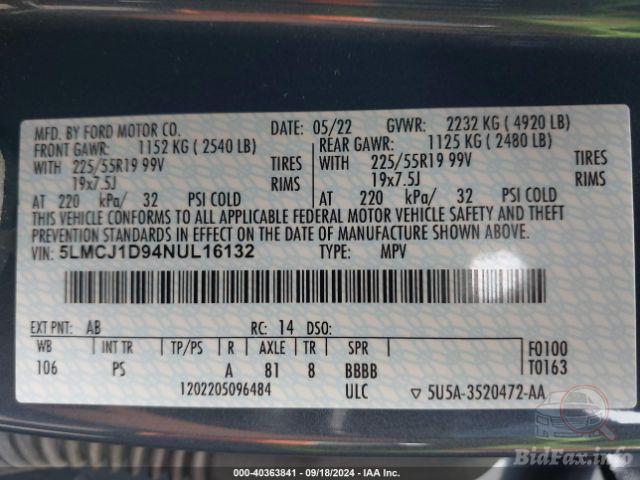 MFD. BY FORD MOTOR CO. DATE: 05/22 GVWR: 2232 KG ( 4920 LB)
FRONT GAWR: 1152 KG ( 2540 LB) REAR GAWR: 1125 KG ( 2480 LB)
WITH 225/55R19 99V TIRES WITH 225/55R19 99V TIRES
19x7.5J RIMS 19x7.5J RIMS
AT 220 kPa/ 32 PSI COLD AT 220 kPa/ 32 PSI COLD
THIS VEHICLE CONFORMS TO ALL APPLICABLE FEDERAL MOTOR VEHICLE SAFETY AND THEFT
PREVENTION STANDARDS IN EFFECT ON THE DATE OF MANUFACTURE SHOWN ABOVE.
VIN: 5LMCJ1D94NUL16132 TYPE: MPV
EXT PNT: AB RC: 14 DSO:
WB INT TR TP/PS R AXLE TR SPR F0100
106 PS A 81 8 BBBB T0163
1202205096484 ULC ▽ 5U5A-3520472-AA
BidFax.info
000-40363841 - 09/18/2024 - IAA Inc.